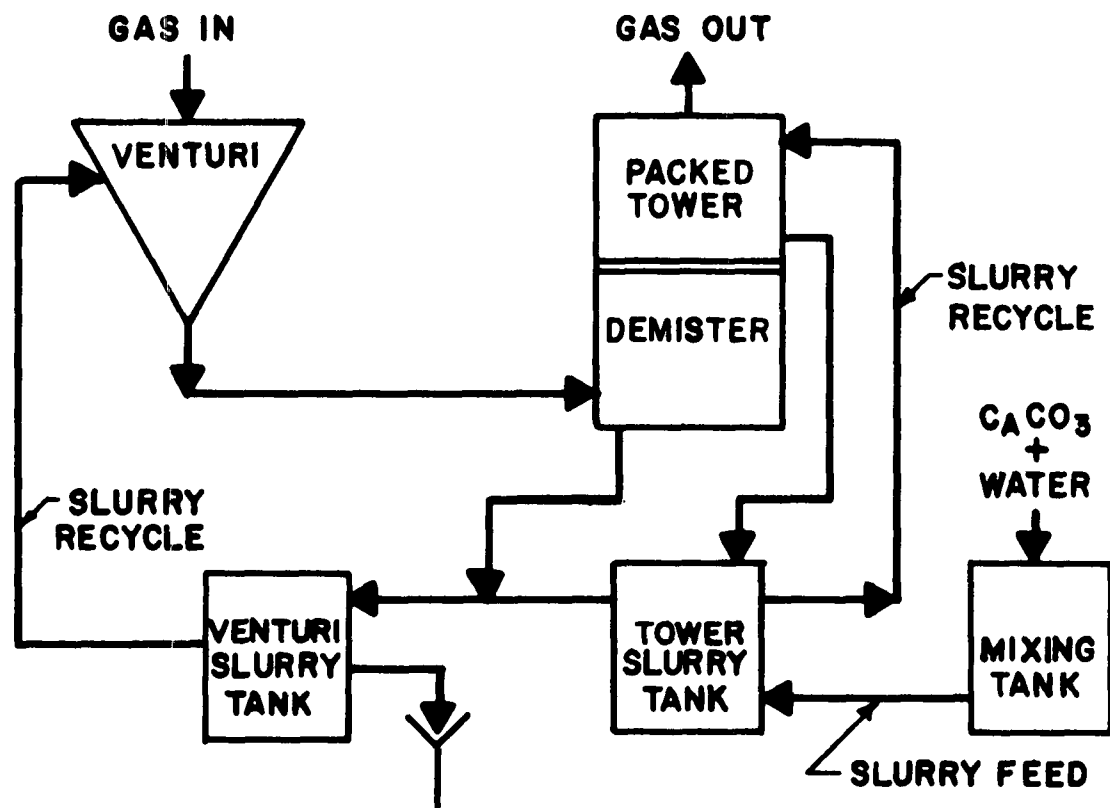 GAS IN
GAS OUT
VENTURI
PACKED
TOWER
DEMISTER
SLURRY
RECYCLE
CACO3
+
WATER
SLURRY
RECYCLE
VENTURI
SLURRY
TANK
TOWER
SLURRY
TANK
MIXING
TANK
SLURRY FEED